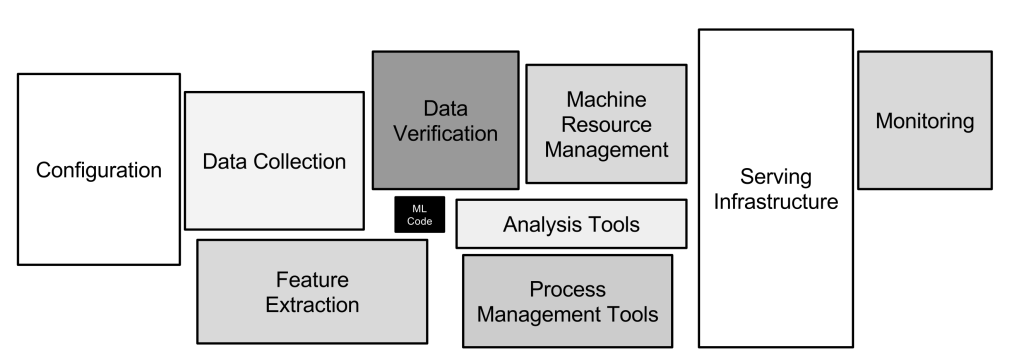 Configuration
Data Collection
Feature
Extraction
Data
Verification
ML
Code
Machine
Resource
Management
Analysis Tools
Process
Management Tools
Serving
Infrastructure
Monitoring